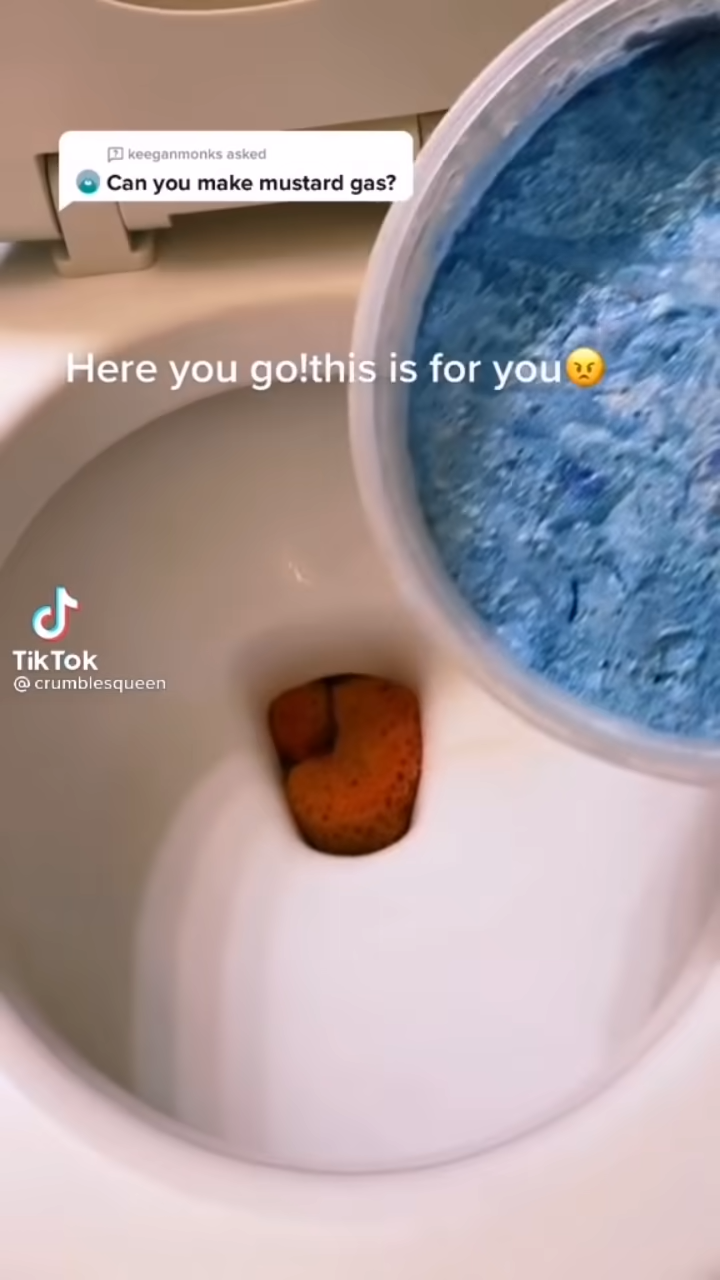 keeganmonks asked
Can you make mustard gas?
Here you go!this is for you😡
TikTok
@crumblesqueen